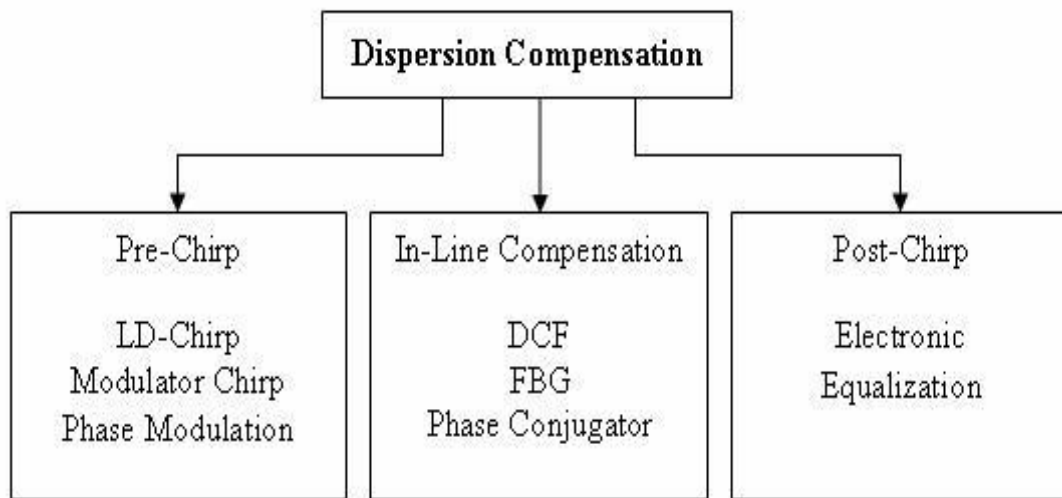 Dispersion Compensation
Pre-Chirp
LD-Chirp
Modulator Chirp
Phase Modulation
In-Line Compensation
DCF
FBG
Phase Conjugator
Post-Chirp
Electronic
Equalization